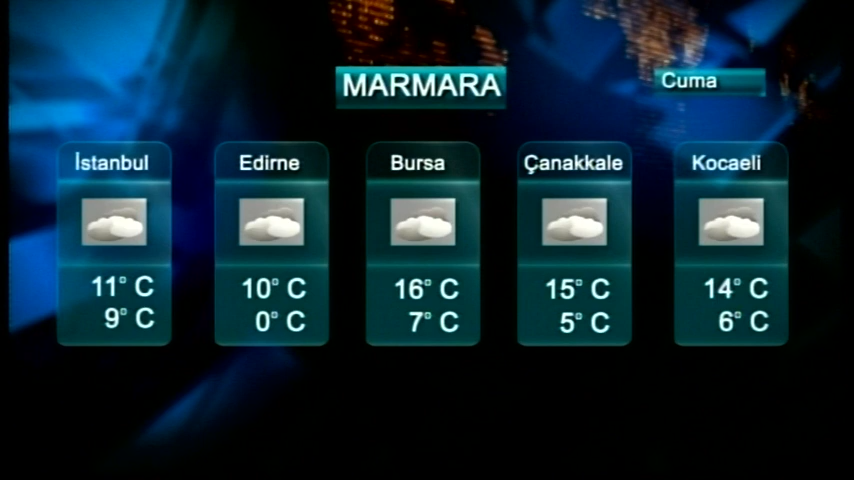 MARMARA
Cuma
İstanbul
11° C
9° C
Edirne
10° C
0° C
Bursa
16° C
7° C
Çanakkale
15° C
5° C
Kocaeli
14° C
6° C